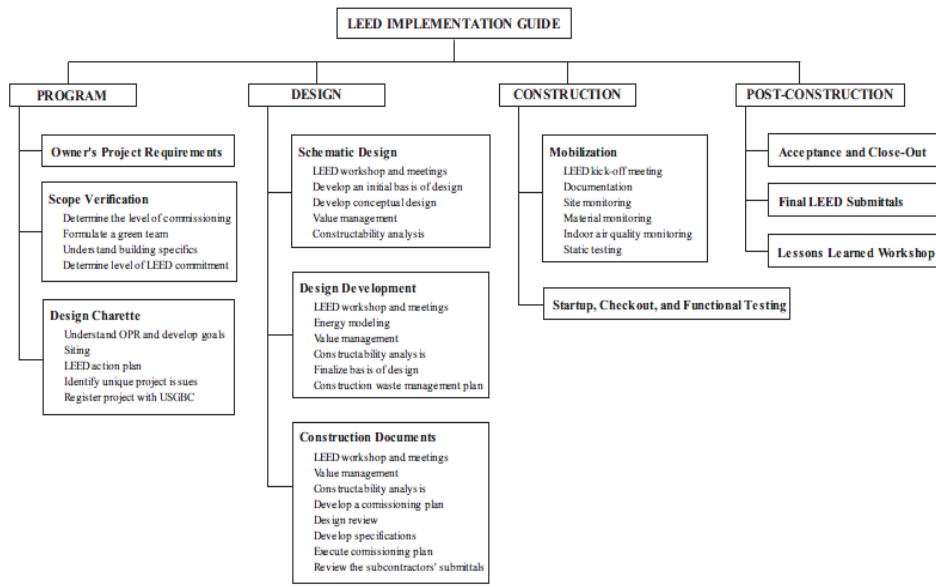 LEED IMPLEMENTATION GUIDE
PROGRAM
Owner's Project Requirements
Scope Verification
Determine the level of commissioning
Formulate a green team
Understand building specifics
Determine level of LEED commitment
Design Charette
Understand OPR and develop goals
Siting
LEED action plan
Identify unique project issues
Register project with USGBC
DESIGN
Schematic Design
LEED workshop and meetings
Develop an initial basis of design
Develop conceptual design
Value management
Constructability analysis
Design Development
LEED workshop and meetings
Energy modeling
Value management
Constructability analysis
Finalize basis of design
Construction waste management plan
Construction Documents
LEED workshop and meetings
Value management
Constructability analysis
Develop a comissioning plan
Design review
Develop specifications
Execute comissioning plan
Review the subcontractors' submittals
CONSTRUCTION
Mobilization
LEED kick-off meeting
Documentation
Site monitoring
Material monitoring
Indoor air quality monitoring
Static testing
Startup, Checkout, and Functional Testing
POST-CONSTRUCTION
Acceptance and Close-Out
Final LEED Submittals
Lessons Learned Workshop